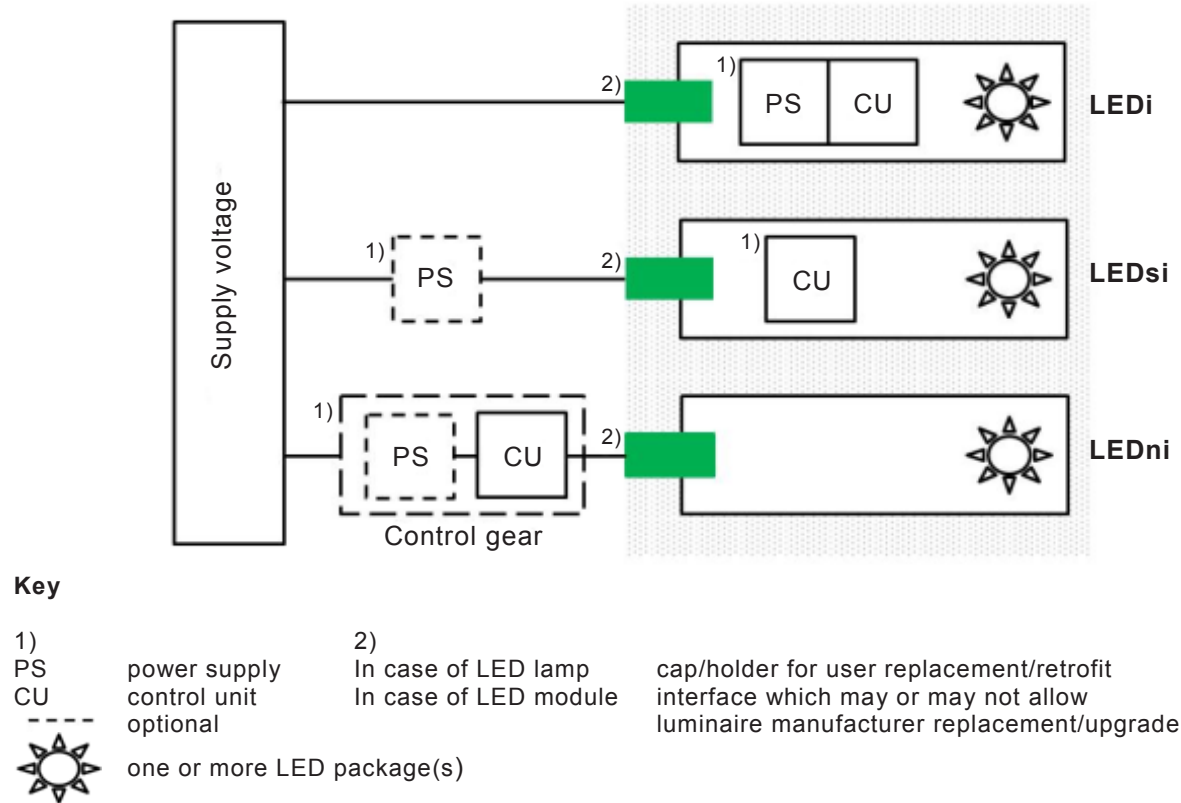 2)
1)
PS
CU
LEDi
Supply voltage
1)
PS
2)
1)
CU
LEDsi
1)
PS
CU
2)
LEDni
Control gear
Key
1) 2)
PS power supply In case of LED lamp cap/holder for user replacement/retrofit
CU control unit In case of LED module interface which may or may not allow
optional luminaire manufacturer replacement/upgrade
one or more LED package(s)